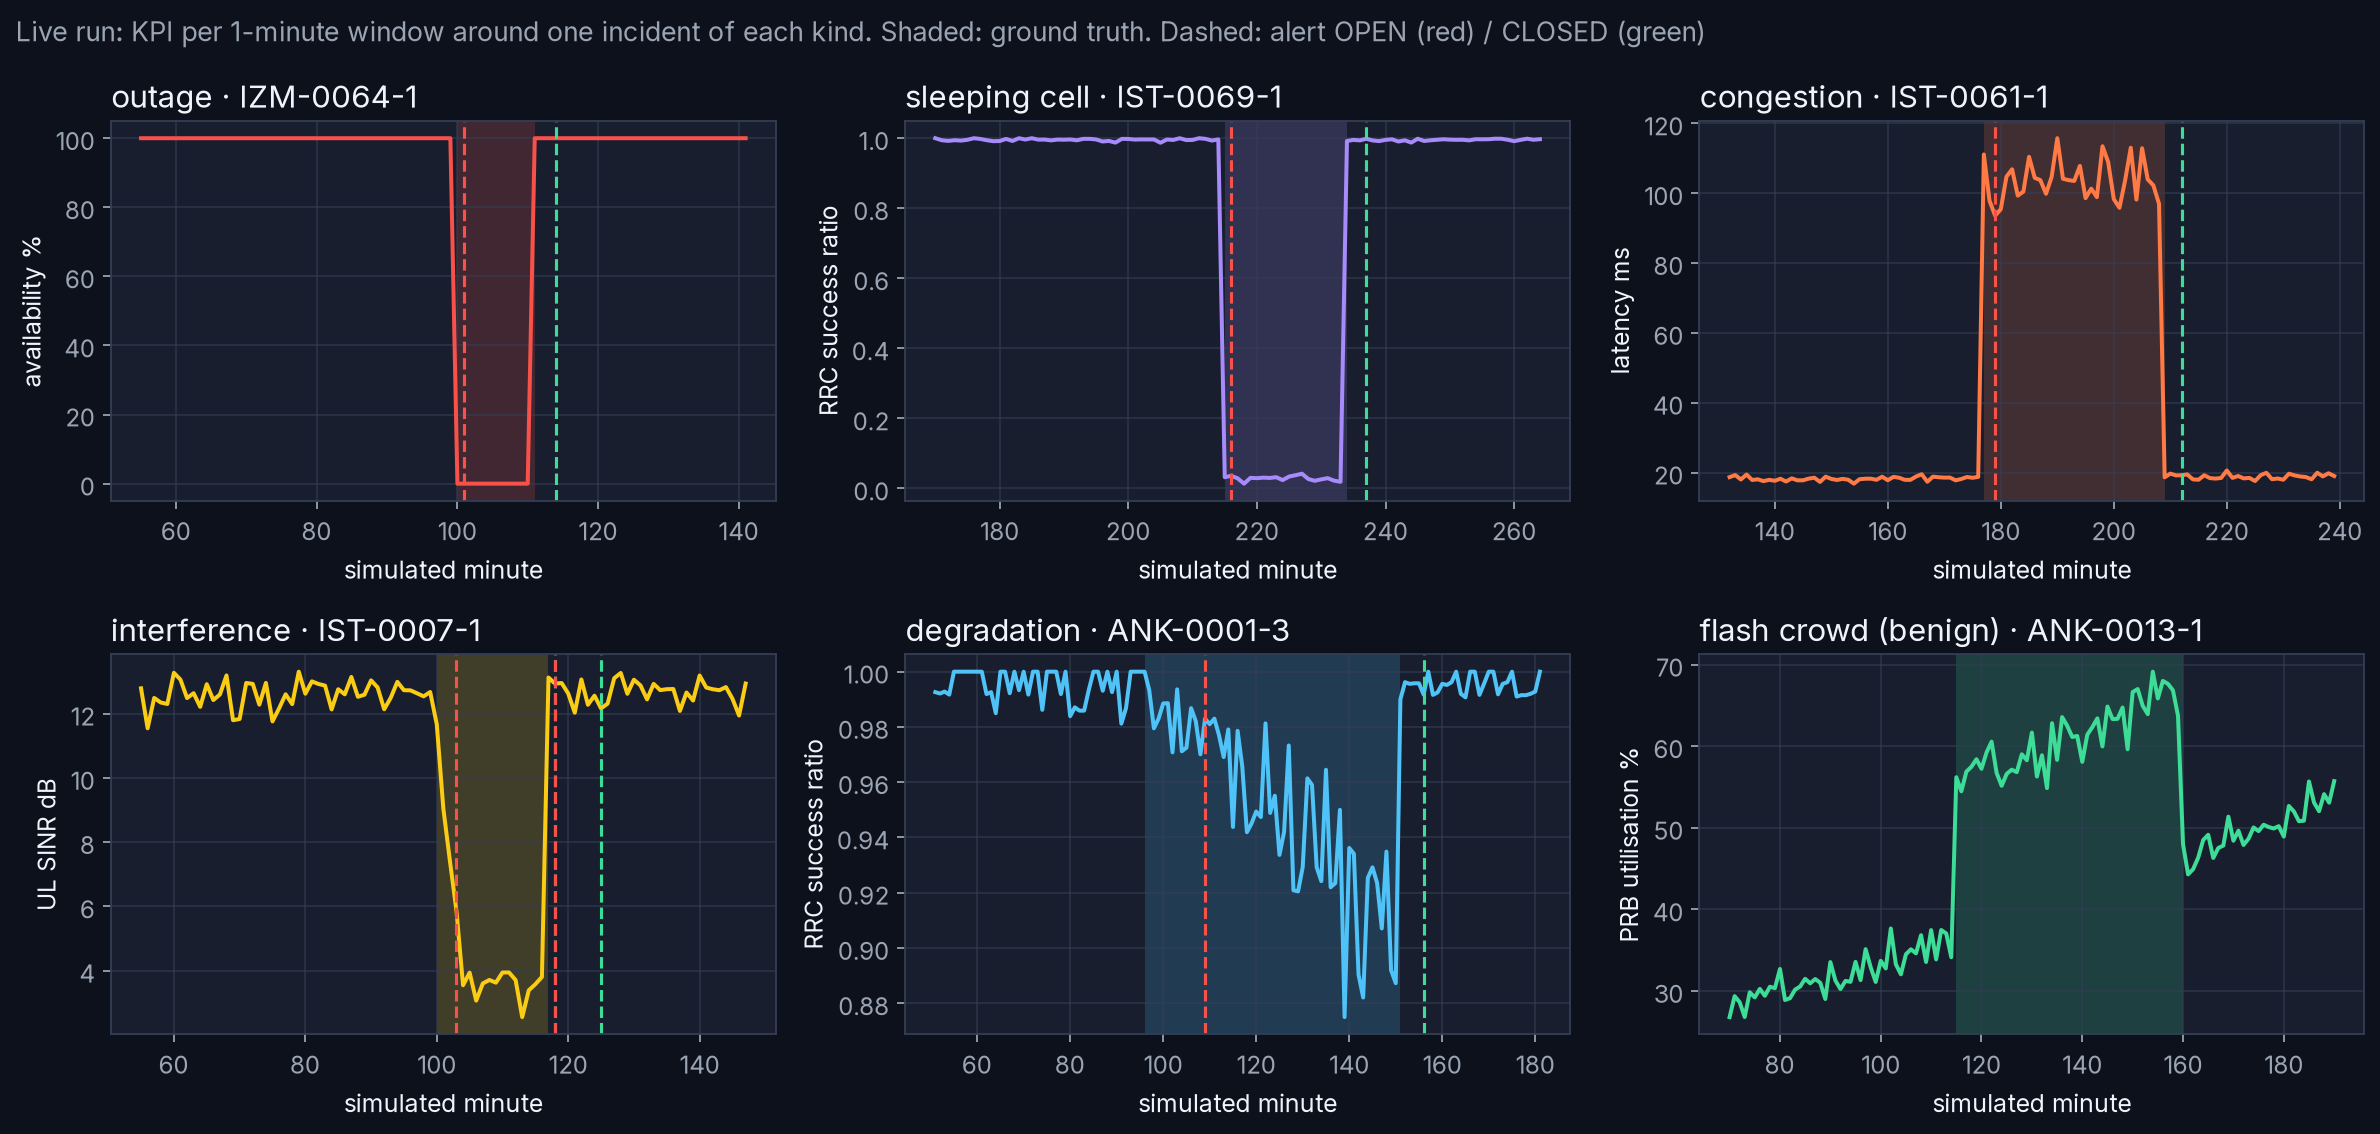 Live run: KPI per 1-minute window around one incident of each kind. Shaded: ground truth. Dashed: alert OPEN (red) / CLOSED (green)
outage · IZM-0064-1
availability %
100
80
60
40
20
0
60 80 100 120 140
simulated minute
sleeping cell · IST-0069-1
RRC success ratio
1.0
0.8
0.6
0.4
0.2
0.0
180 200 220 240 260
simulated minute
congestion · IST-0061-1
latency ms
120
100
80
60
40
20
140 160 180 200 220 240
simulated minute
interference · IST-0007-1
UL SINR dB
12
10
8
6
4
60 80 100 120 140
simulated minute
degradation · ANK-0001-3
RRC success ratio
1.00
0.98
0.96
0.94
0.92
0.90
0.88
60 80 100 120 140 160 180
simulated minute
flash crowd (benign) · ANK-0013-1
PRB utilisation %
70
60
50
40
30
80 100 120 140 160 180
simulated minute